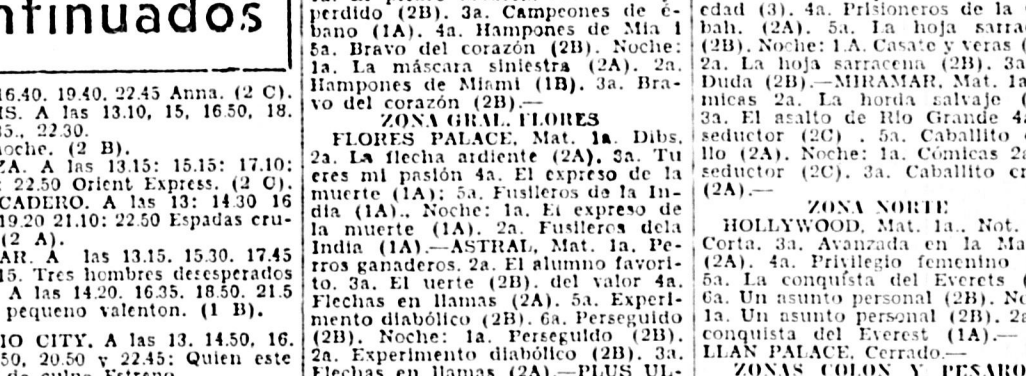 ntinuados
16.40. 19.40. 22.45 Anna. (2 C).
IS. A las 13.10, 15, 16.50, 18.
35., 22.30.
noche. (2 B).
ZA. A las 13.15: 15.15: 17.10:
: 22.50 Orient Express. (2 C).
CADERO. A las 13: 14.30 16
19.20 21.10: 22.50 Espadas cru-
(2 A).
AR. A las 13.15. 15.30. 17.45
15. Tres hombres desesperados
A las 14.20. 16.35. 18.50. 21.5
pequeno valenton. (1 B).
IO CITY. A las 13. 14.50, 16.
50, 20.50 y 22.45: Quien este
perdido (2B). 3a. Campeones de é-
bano (1A). 4a. Hampones de Mia 1
5a. Bravo del corazón (2B). Noche:
1a. La máscara siniestra (2A). 2a.
Hampones de Miami (1B). 3a. Bra-
vo del corazón (2B).—
ZONA GRAL. FLORES
FLORES PALACE, Mat. 1a. Dibs.
2a. La flecha ardiente (2A). 3a. Tu
eres mi pasión 4a. El expreso de la
muerte (1A); 5a. Fusileros de la In-
dia (1A).. Noche: 1a. El expreso de
la muerte (1A). 2a. Fusileros dela
India (1A).—ASTRAL, Mat. 1a. Pe-
rros ganaderos. 2a. El alumno favori-
to. 3a. El uerte (2B). del valor 4a.
Flechas en llamas (2A). 5a. Experi-
mento diabólico (2B). 6a. Perseguido
(2B). Noche: 1a. Perseguido (2B).
2a. Experimento diabólico (2B). 3a.
Flechas en llamas (2A).—PLUS UL-
edad (3). 4a. Prisioneros de la
bah. (2A). 5a. La hoja sarra
(2B). Noche: 1.A. Casate y veras (
2a. La hoja sarracena (2B). 3a
Duda (2B).—MIRAMAR, Mat. 1a
micas 2a. La horda salvaje (
3a. El asalto de Rio Grande 4a
seductor (2C) . 5a. Caballito
llo (2A). Noche: 1a. Cómicas 2a
seductor (2C). 3a. Caballito cr
(2A).—
ZONA NORTE
HOLLYWOOD, Mat. 1a.. Not.
Corta. 3a. Avanzada en la Ma
(2A). 4a. Privilegio femenino
5a. La conquista del Everets (
6a. Un asunto personal (2B). No
1a. Un asunto personal (2B). 2a
conquista del Everest (1A).—
LLAN PALACE, Cerrado.—
ZONAS COLON Y PEÑARO